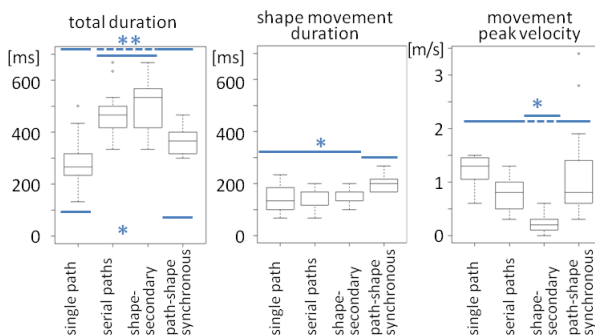 total duration
[ms]
**
600
400
200
0
*
single path
serial paths
shape-
secondary
path-shape
synchronous
shape movement
duration
[ms]
600
400
200
0
*
single path
serial paths
shape-
secondary
path-shape
synchronous
movement
peak velocity
[m/s]
3
2
1
0
*
single path
serial paths
shape-
secondary
path-shape
synchronous